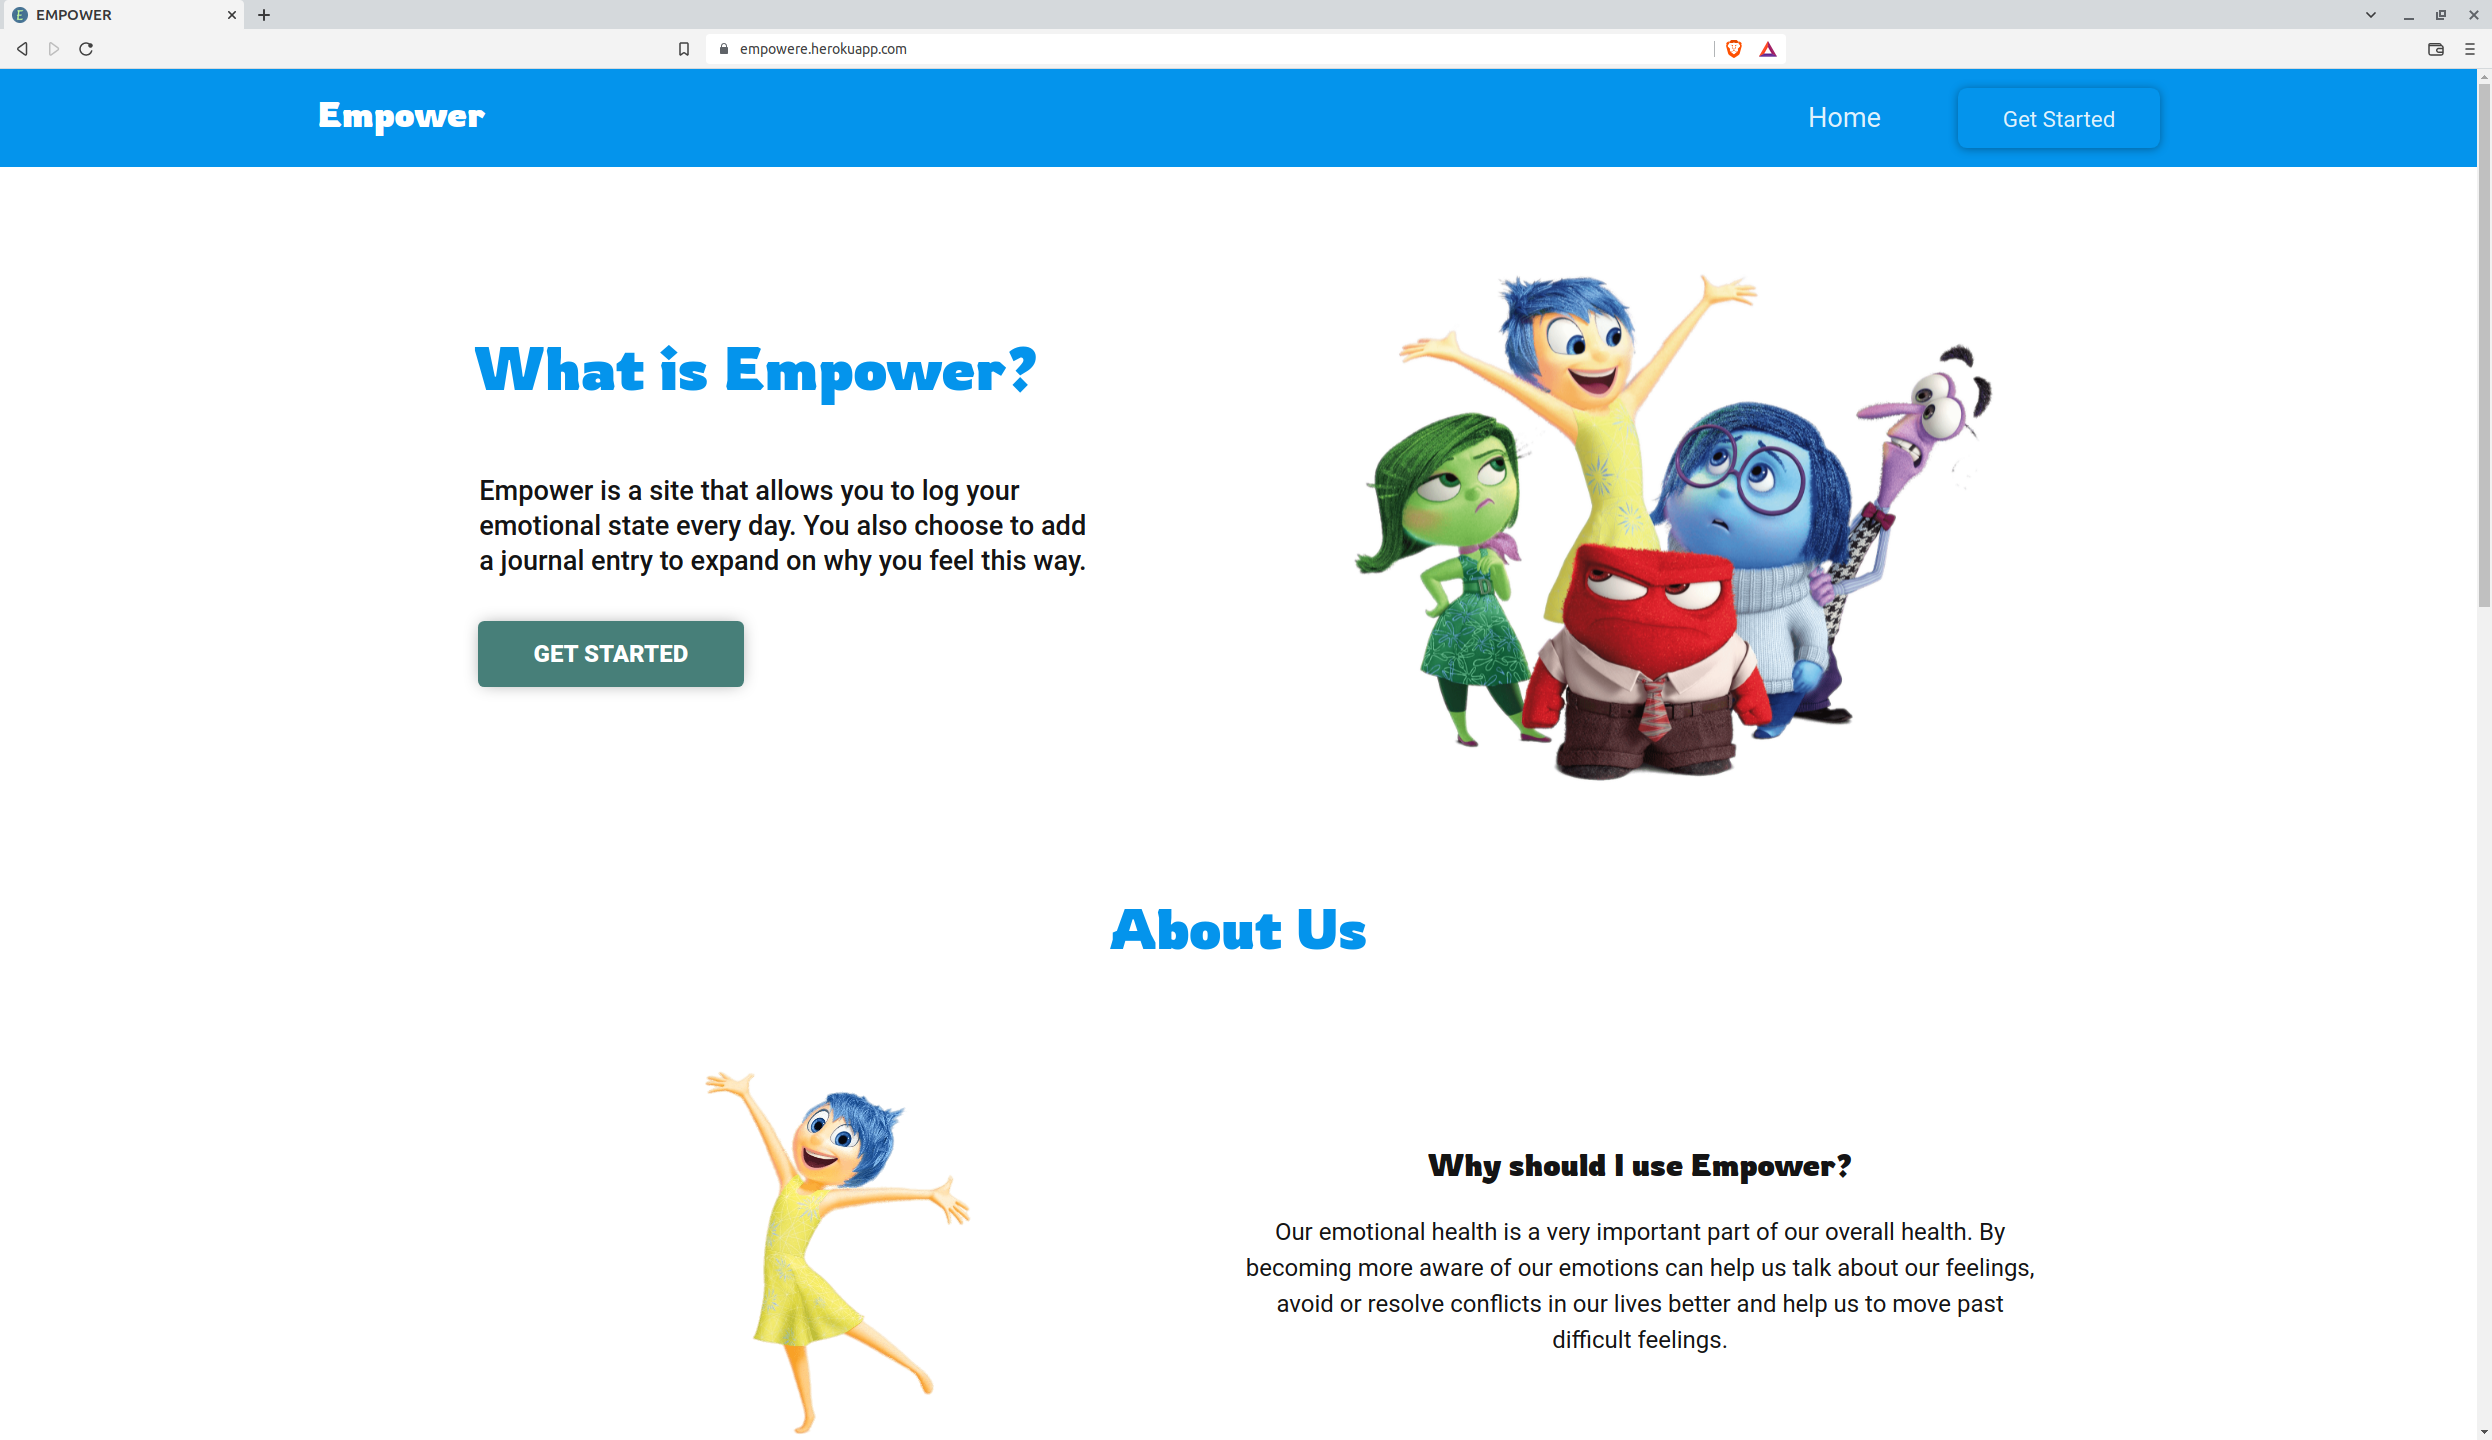 EMPOWER
empowere.herokuapp.com
Empower
Home
Get Started
What is Empower?
Empower is a site that allows you to log your
emotional state every day. You also choose to add
a journal entry to expand on why you feel this way.
GET STARTED
About Us
Why should I use Empower?
Our emotional health is a very important part of our overall health. By
becoming more aware of our emotions can help us talk about our feelings,
avoid or resolve conflicts in our lives better and help us to move past
difficult feelings.